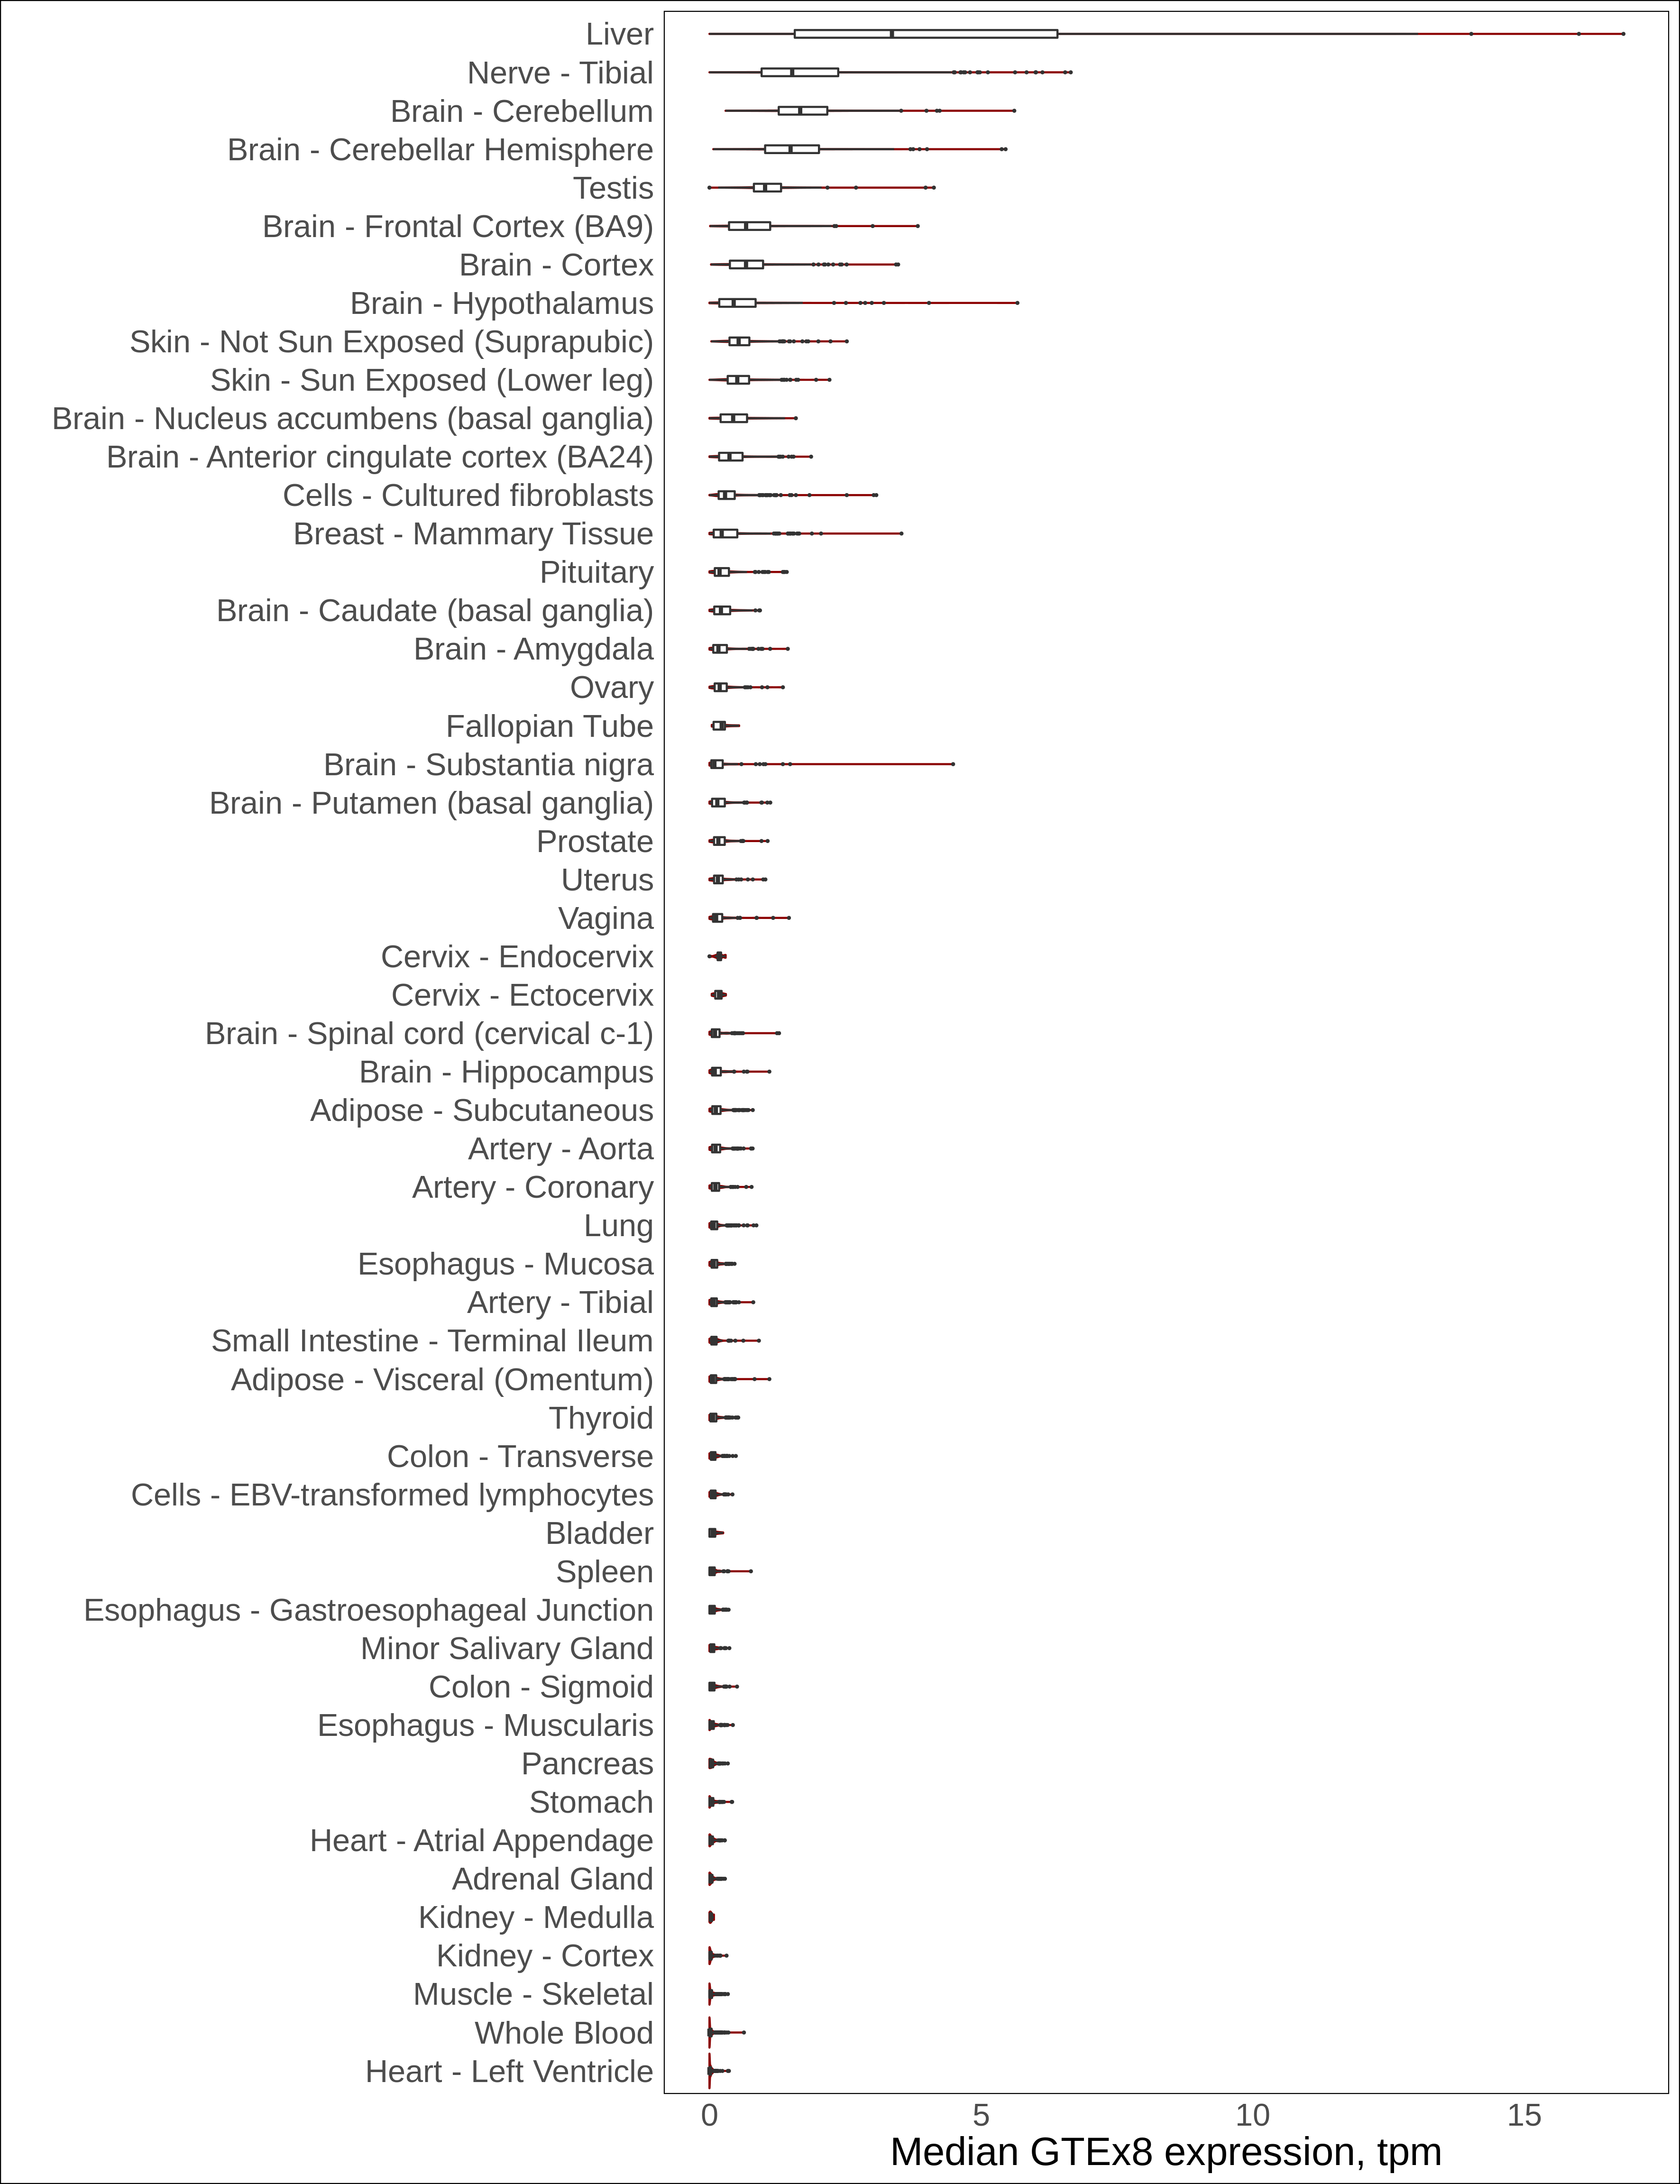 Liver
Nerve - Tibial
Brain - Cerebellum
Brain - Cerebellar Hemisphere
Testis
Brain - Frontal Cortex (BA9)
Brain - Cortex
Brain - Hypothalamus
Skin - Not Sun Exposed (Suprapubic)
Skin - Sun Exposed (Lower leg)
Brain - Nucleus accumbens (basal ganglia)
Brain - Anterior cingulate cortex (BA24)
Cells - Cultured fibroblasts
Breast - Mammary Tissue
Pituitary
Brain - Caudate (basal ganglia)
Brain - Amygdala
Ovary
Fallopian Tube
Brain - Substantia nigra
Brain - Putamen (basal ganglia)
Prostate
Uterus
Vagina
Cervix - Endocervix
Cervix - Ectocervix
Brain - Spinal cord (cervical c-1)
Brain - Hippocampus
Adipose - Subcutaneous
Artery - Aorta
Artery - Coronary
Lung
Esophagus - Mucosa
Artery - Tibial
Small Intestine - Terminal Ileum
Adipose - Visceral (Omentum)
Thyroid
Colon - Transverse
Cells - EBV-transformed lymphocytes
Bladder
Spleen
Esophagus - Gastroesophageal Junction
Minor Salivary Gland
Colon - Sigmoid
Esophagus - Muscularis
Pancreas
Stomach
Heart - Atrial Appendage
Adrenal Gland
Kidney - Medulla
Kidney - Cortex
Muscle - Skeletal
Whole Blood
Heart - Left Ventricle
0 5 10 15
Median GTEx8 expression, tpm